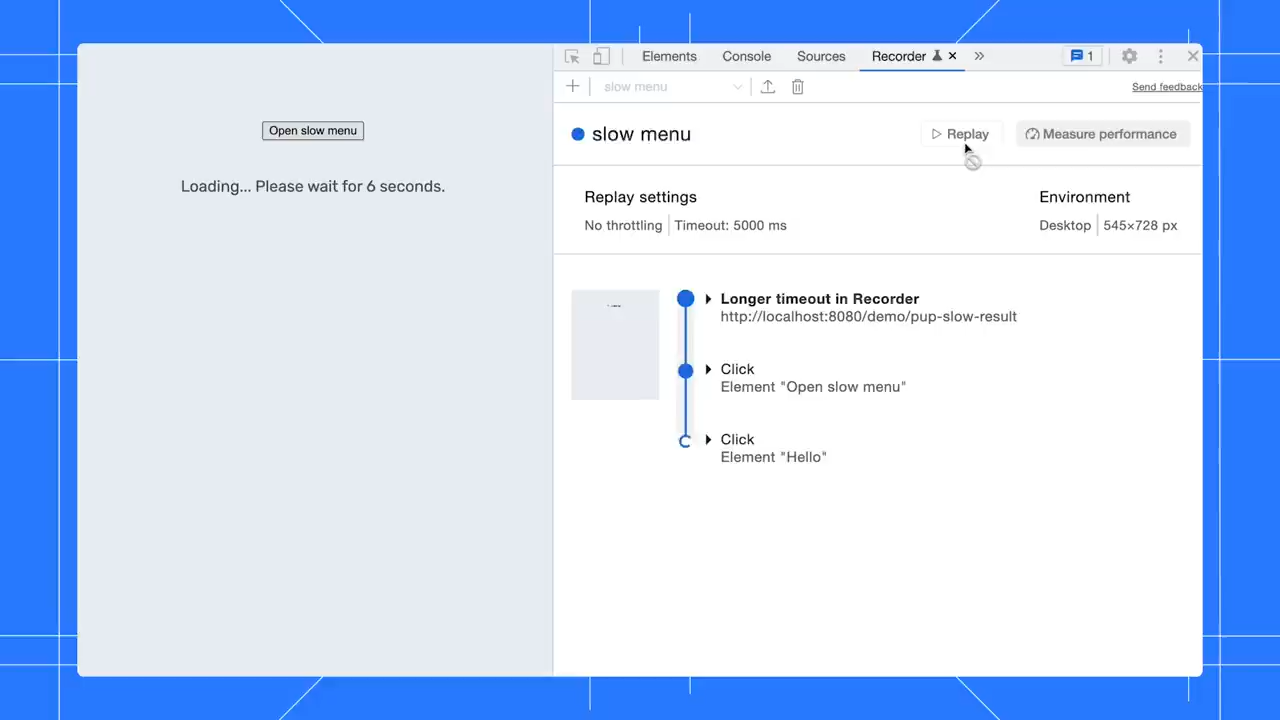 Elements Console Sources Recorder 1
slow menu Send feedback
Open slow menu
slow menu Replay Measure performance
Loading... Please wait for 6 seconds.
Replay settings Environment
No throttling Timeout: 5000 ms Desktop 545×728 px
Longer timeout in Recorder
http://localhost:8080/demo/pup-slow-result
Click
Element "Open slow menu"
Click
Element "Hello"